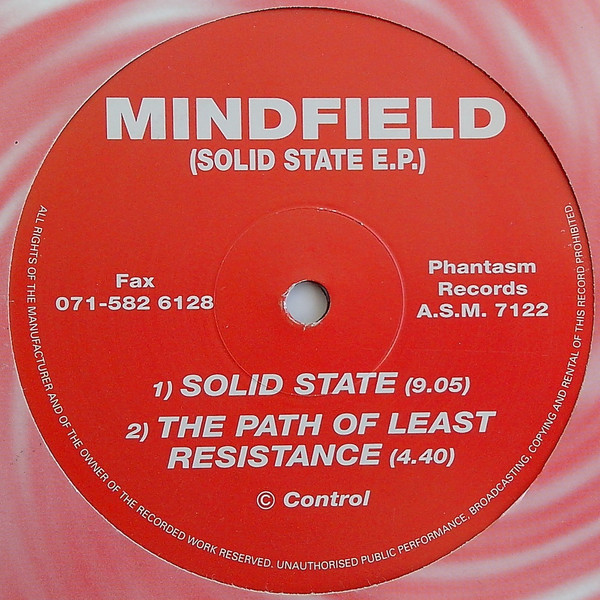 MINDFIELD
(SOLID STATE E.P.)
Fax
071-582 6128
Phantasm
Records
A.S.M. 7122
1) SOLID STATE (9.05)
2) THE PATH OF LEAST
RESISTANCE (4.40)
© Control
ALL RIGHTS OF THE MANUFACTURER AND OF THE OWNER OF THE RECORDED WORK RESERVED. UNAUTHORISED PUBLIC PERFORMANCE, BROADCASTING, COPYING AND RENTAL OF THIS RECORD PROHIBITED.